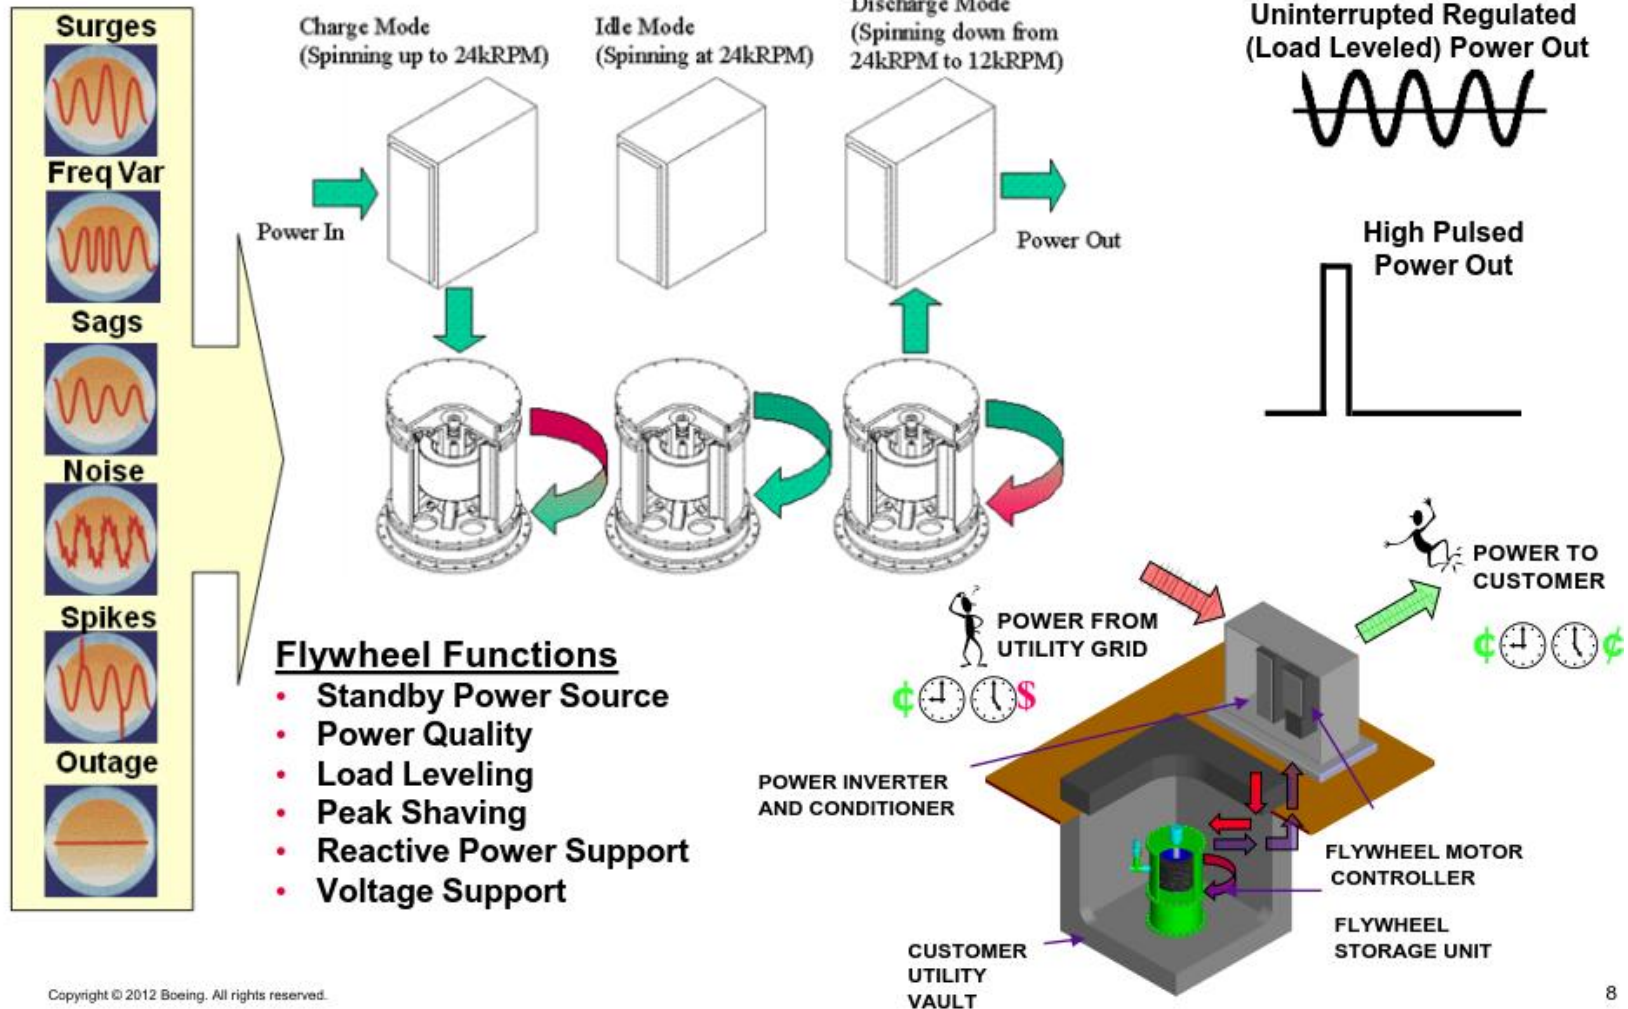 Surges
Freq Var
Sags
Noise
Spikes
Outage
Charge Mode
(Spinning up to 24kRPM)
Idle Mode
(Spinning at 24kRPM)
Discharge Mode
(Spinning down from
24kRPM to 12kRPM)
Power In
Power Out
Uninterrupted Regulated
(Load Leveled) Power Out
High Pulsed
Power Out
Flywheel Functions
• Standby Power Source
• Power Quality
• Load Leveling
• Peak Shaving
• Reactive Power Support
• Voltage Support
?
POWER FROM
UTILITY GRID
¢ $
POWER TO
CUSTOMER
¢ ¢
POWER INVERTER
AND CONDITIONER
FLYWHEEL MOTOR
CONTROLLER
FLYWHEEL
STORAGE UNIT
CUSTOMER
UTILITY
VAULT
Copyright © 2012 Boeing. All rights reserved.
8